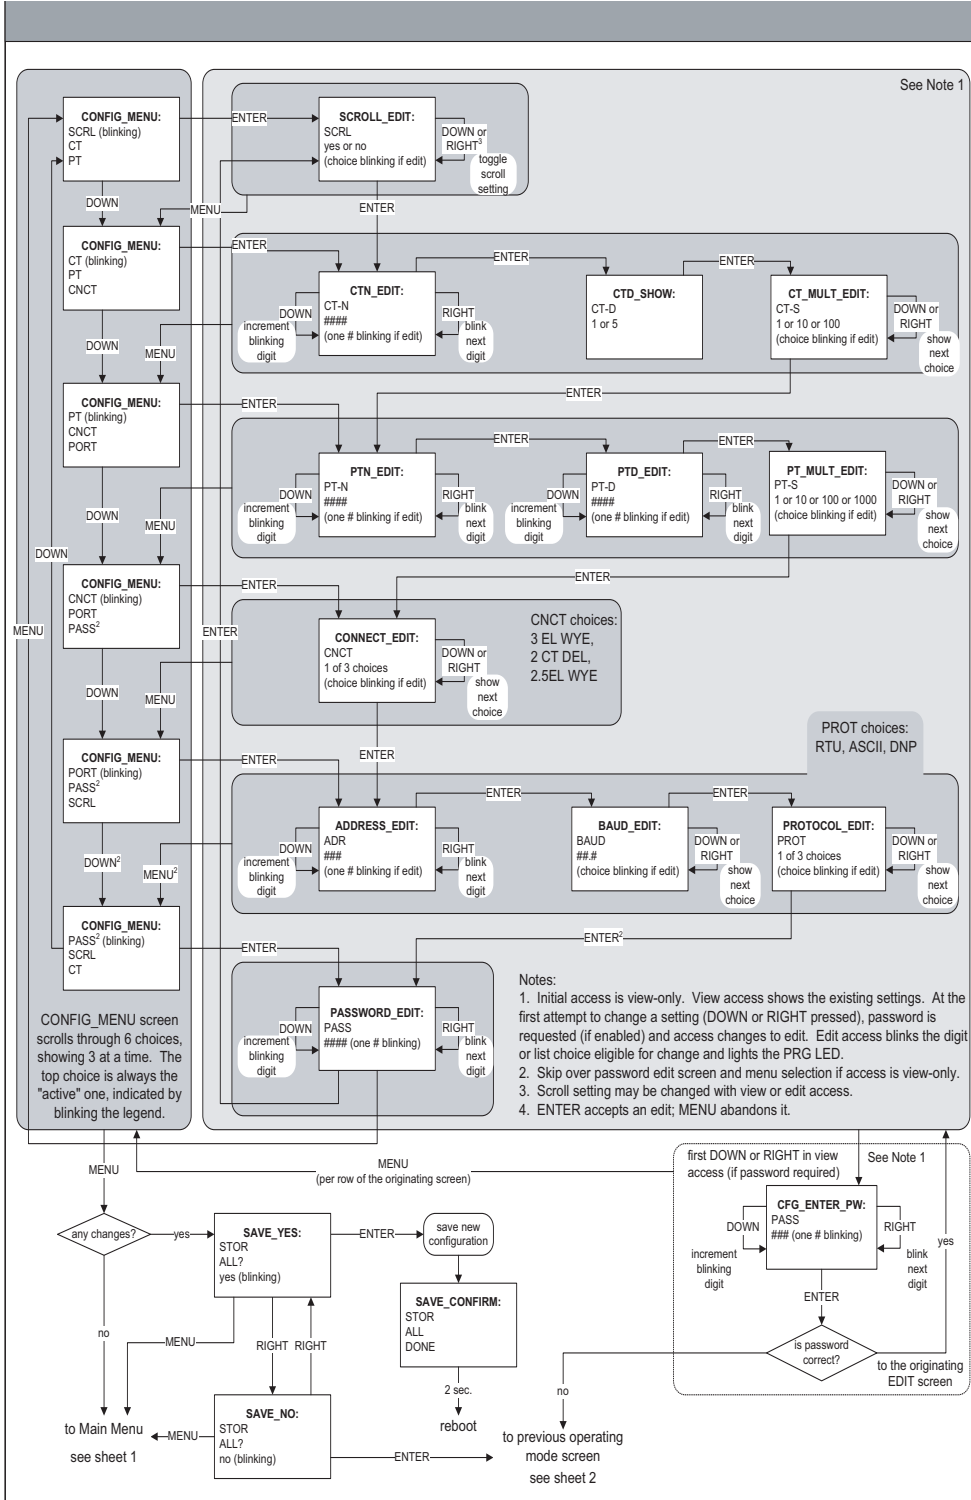 See Note 1
CONFIG_MENU:
SCRL (blinking)
CT
PT
ENTER
SCROLL_EDIT:
SCRL
yes or no
(choice blinking if edit)
DOWN or
RIGHT³
toggle
scroll
setting
DOWN
MENU
ENTER
CONFIG_MENU:
CT (blinking)
PT
CNCT
ENTER
CTN_EDIT:
CT-N
####
(one # blinking if edit)
DOWN
increment
blinking
digit
RIGHT
blink
next
digit
ENTER
CTD_SHOW:
CT-D
1 or 5
ENTER
CT_MULT_EDIT:
CT-S
1 or 10 or 100
(choice blinking if edit)
DOWN or
RIGHT
show
next
choice
DOWN
MENU
ENTER
CONFIG_MENU:
PT (blinking)
CNCT
PORT
ENTER
PTN_EDIT:
PT-N
####
(one # blinking if edit)
DOWN
increment
blinking
digit
RIGHT
blink
next
digit
ENTER
PTD_EDIT:
PT-D
####
(one # blinking if edit)
DOWN
increment
blinking
digit
RIGHT
blink
next
digit
ENTER
PT_MULT_EDIT:
PT-S
1 or 10 or 100 or 1000
(choice blinking if edit)
DOWN or
RIGHT
show
next
choice
DOWN
MENU
DOWN
ENTER
CONFIG_MENU:
CNCT (blinking)
PORT
PASS²
ENTER
MENU
ENTER
CONNECT_EDIT:
CNCT
1 of 3 choices
(choice blinking if edit)
DOWN or
RIGHT
show
next
choice
CNCT choices:
3 EL WYE,
2 CT DEL,
2.5EL WYE
DOWN
MENU
ENTER
PROT choices:
RTU, ASCII, DNP
CONFIG_MENU:
PORT (blinking)
PASS²
SCRL
ENTER
ADDRESS_EDIT:
ADR
###
(one # blinking if edit)
DOWN
increment
blinking
digit
RIGHT
blink
next
digit
ENTER
BAUD_EDIT:
BAUD
##.#
(choice blinking if edit)
DOWN or
RIGHT
show
next
choice
ENTER
PROTOCOL_EDIT:
PROT
1 of 3 choices
(choice blinking if edit)
DOWN or
RIGHT
show
next
choice
DOWN²
MENU²
ENTER²
CONFIG_MENU:
PASS² (blinking)
SCRL
CT
ENTER
PASSWORD_EDIT:
PASS
#### (one # blinking)
DOWN
increment
blinking
digit
RIGHT
blink
next
digit
CONFIG_MENU screen
scrolls through 6 choices,
showing 3 at a time. The
top choice is always the
"active" one, indicated by
blinking the legend.
Notes:
1. Initial access is view-only. View access shows the existing settings. At the
first attempt to change a setting (DOWN or RIGHT pressed), password is
requested (if enabled) and access changes to edit. Edit access blinks the digit
or list choice eligible for change and lights the PRG LED.
2. Skip over password edit screen and menu selection if access is view-only.
3. Scroll setting may be changed with view or edit access.
4. ENTER accepts an edit; MENU abandons it.
MENU
MENU
(per row of the originating screen)
first DOWN or RIGHT in view
access (if password required)
See Note 1
CFG_ENTER_PW:
PASS
### (one # blinking)
DOWN
increment
blinking
digit
RIGHT
blink
next
digit
yes
ENTER
is password
correct?
to the originating
EDIT screen
no
to previous operating
mode screen
see sheet 2
any changes?
yes
SAVE_YES:
STOR
ALL?
yes (blinking)
ENTER
save new
configuration
SAVE_CONFIRM:
STOR
ALL
DONE
2 sec.
reboot
no
MENU
RIGHT
RIGHT
SAVE_NO:
STOR
ALL?
no (blinking)
MENU
ENTER
to Main Menu
see sheet 1